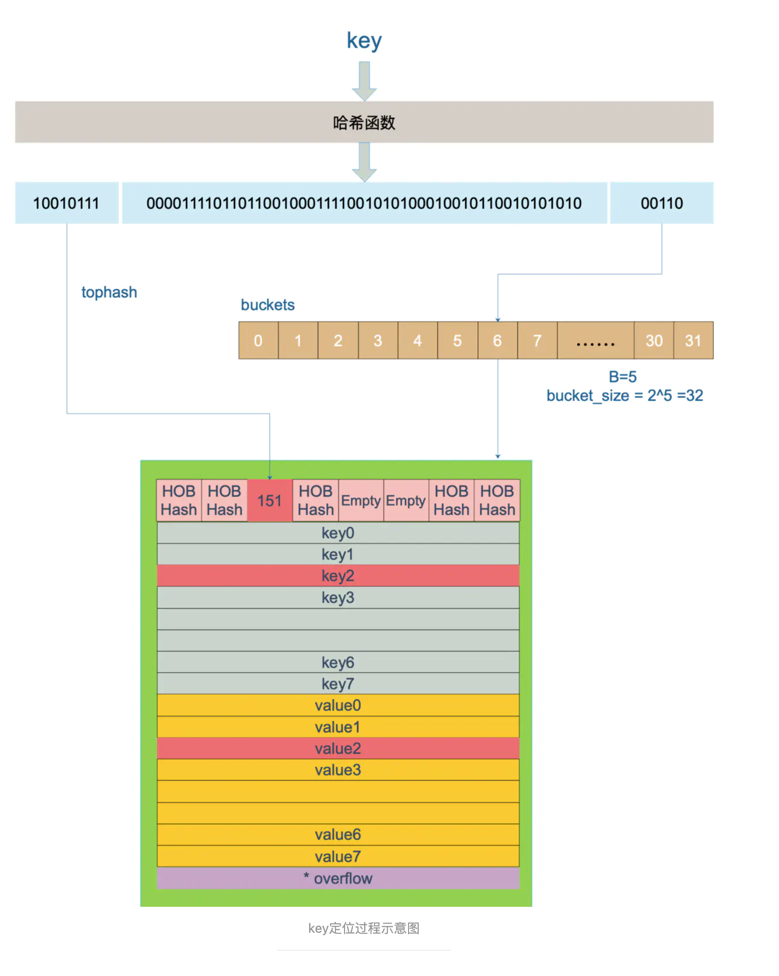 key
哈希函数
10010111 000011110110110010001111001010100010010110010101010 00110
tophash
buckets
0 1 2 3 4 5 6 7 ...... 30 31
B=5
bucket_size = 2^5 =32
HOB Hash HOB Hash 151 HOB Hash Empty Empty HOB Hash HOB Hash
key0
key1
key2
key3
key6
key7
value0
value1
value2
value3
value6
value7
* overflow
key定位过程示意图